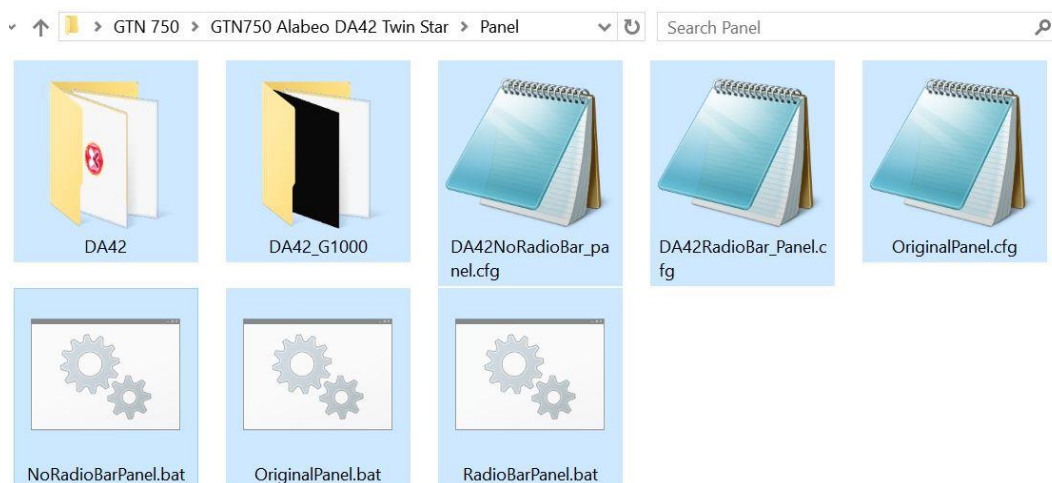 GTN 750 > GTN750 Alabeo DA42 Twin Star > Panel
Search Panel
DA42
DA42_G1000
DA42NoRadioBar_pa
nel.cfg
DA42RadioBar_Panel.c
fg
OriginalPanel.cfg
NoRadioBarPanel.bat
OriginalPanel.bat
RadioBarPanel.bat